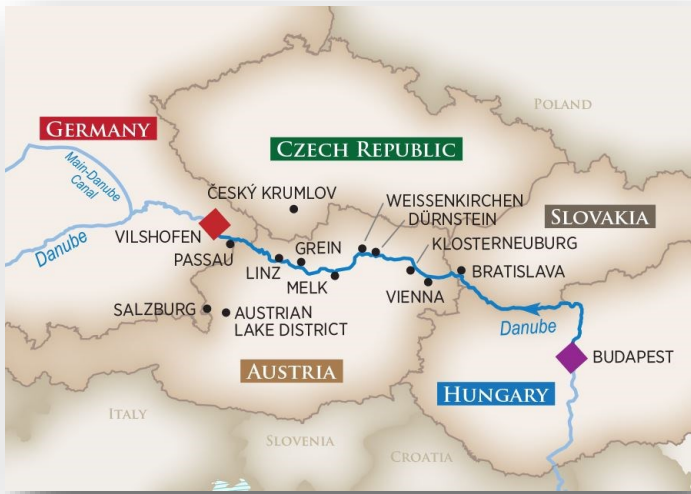 POLAND
GERMANY
CZECH REPUBLIC
Main-Danube
Canal
ČESKÝ KRUMLOV
WEISSENKIRCHEN
DÜRNSTEIN
SLOVAKIA
VILSHOFEN
Danube
PASSAU
LINZ
GREIN
MELK
KLOSTERNEUBURG
VIENNA
BRATISLAVA
SALZBURG
AUSTRIAN
LAKE DISTRICT
Danube
BUDAPEST
AUSTRIA
HUNGARY
ITALY
SLOVENIA
CROATIA